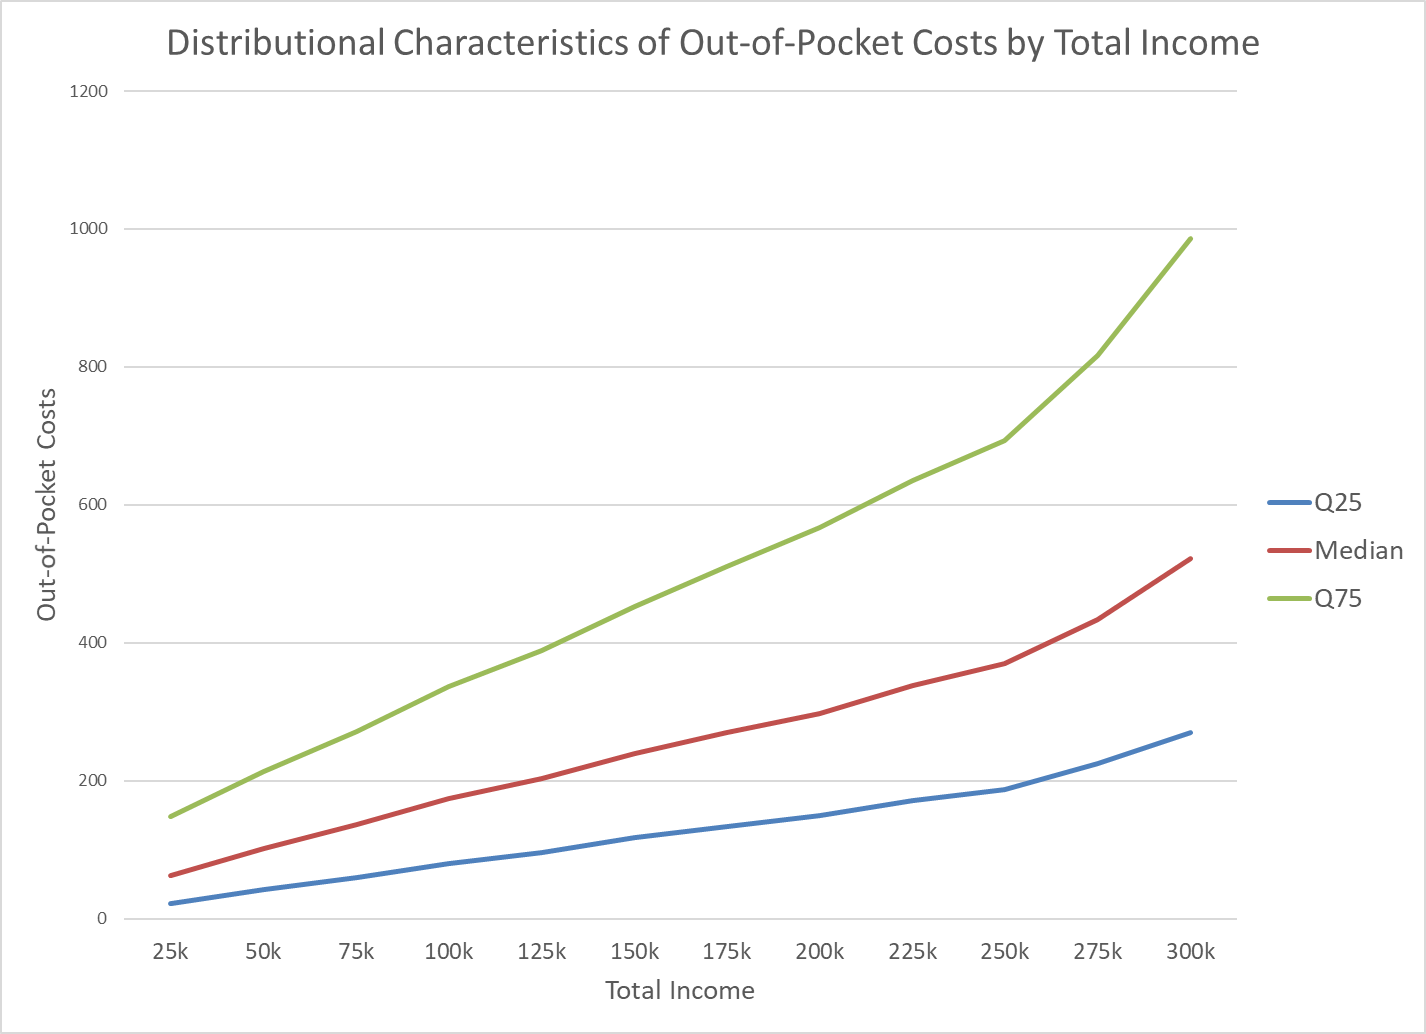 Distributional Characteristics of Out-of-Pocket Costs by Total Income
1200
1000
800
600
400
200
0
Out-of-Pocket Costs
25k 50k 75k 100k 125k 150k 175k 200k 225k 250k 275k 300k
Total Income
Q25
Median
Q75